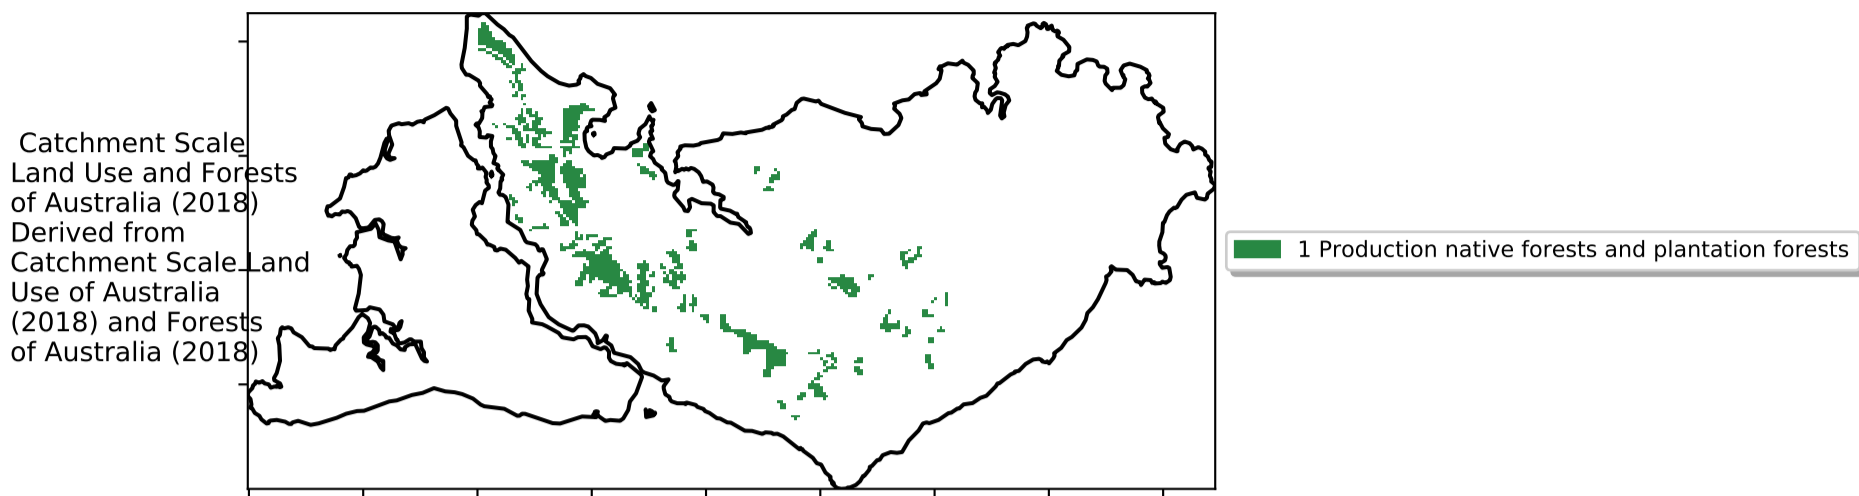 Catchment Scale
Land Use and Forests
of Australia (2018)
Derived from
Catchment Scale Land
Use of Australia
(2018) and Forests
of Australia (2018)
1 Production native forests and plantation forests